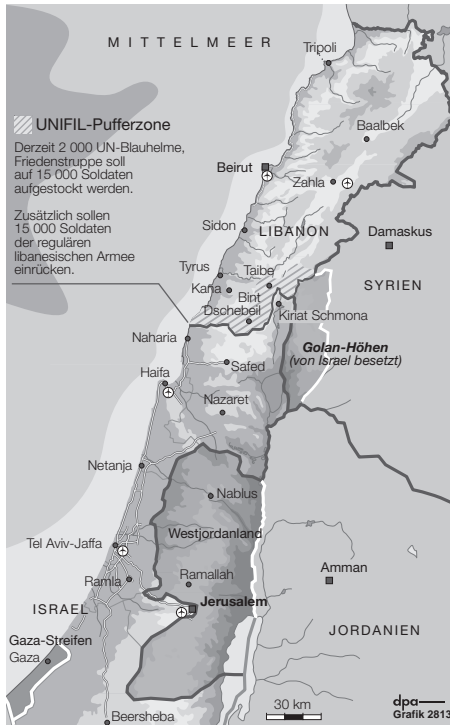 MITTELMEER
Tripoli
UNIFIL-Pufferzone
Derzeit 2 000 UN-Blauhelme,
Friedenstruppe soll
auf 15 000 Soldaten
aufgestockt werden.
Zusätzlich sollen
15 000 Soldaten
der regulären
libanesischen Armee
einrücken.
Baalbek
Beirut
Zahla
Sidon
LIBANON
Damaskus
Tyrus
Taibe
SYRIEN
Kana
Bint
Dschebeil
Kiriat Schmona
Naharia
Golan-Höhen
(von Israel besetzt)
Safed
Haifa
Nazaret
Netanja
Nablus
Westjordanland
Tel Aviv-Jaffa
Amman
Ramla
Ramallah
ISRAEL
Jerusalem
JORDANIEN
Gaza-Streifen
Gaza
30 km
dpa
Grafik 2813
Beersheba